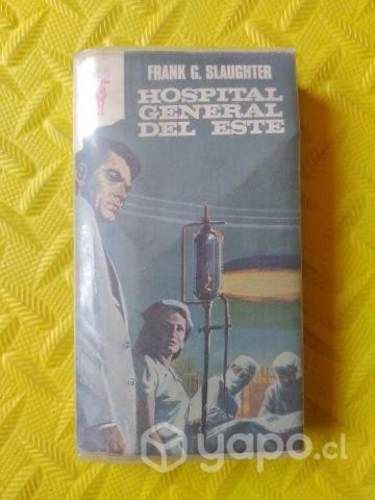 FRANK G. SLAUGHTER
HOSPITAL
GENERAL
DEL ESTE
yapo.cl